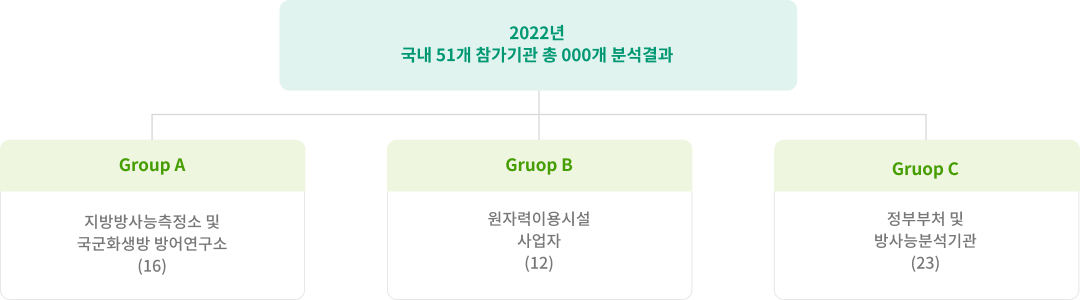 2022년
국내 51개 참가기관 총 000개 분석결과
Group A
지방방사능측정소 및
국군화생방 방어연구소
(16)
Gruop B
원자력이용시설
사업자
(12)
Gruop C
정부부처 및
방사능분석기관
(23)